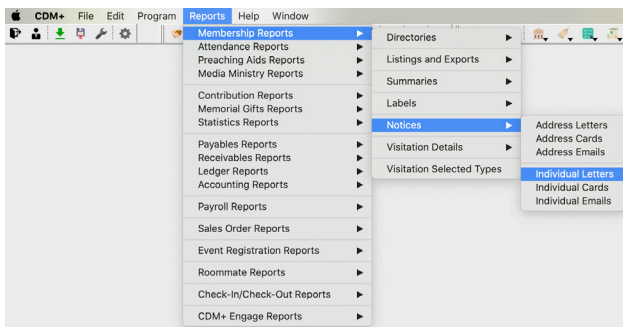 CDM+ File Edit Program Reports Help Window
Membership Reports
Attendance Reports
Preaching Aids Reports
Media Ministry Reports
Contribution Reports
Memorial Gifts Reports
Statistics Reports
Payables Reports
Receivables Reports
Ledger Reports
Accounting Reports
Payroll Reports
Sales Order Reports
Event Registration Reports
Roommate Reports
Check-In/Check-Out Reports
CDM+ Engage Reports
Directories
Listings and Exports
Summaries
Labels
Notices
Visitation Details
Visitation Selected Types
Address Letters
Address Cards
Address Emails
Individual Letters
Individual Cards
Individual Emails